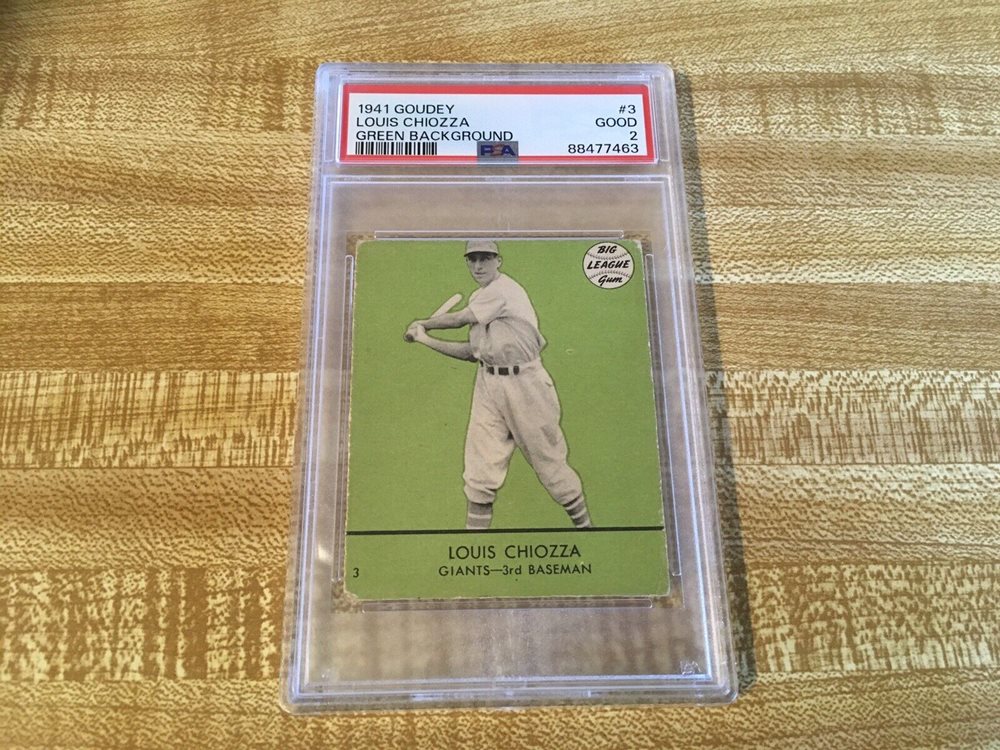 1941 GOUDEY #3
LOUIS CHIOZZA GOOD
GREEN BACKGROUND 2
PSA 88477463
BIG
LEAGUE
Gum
LOUIS CHIOZZA
GIANTS—3rd BASEMAN
3